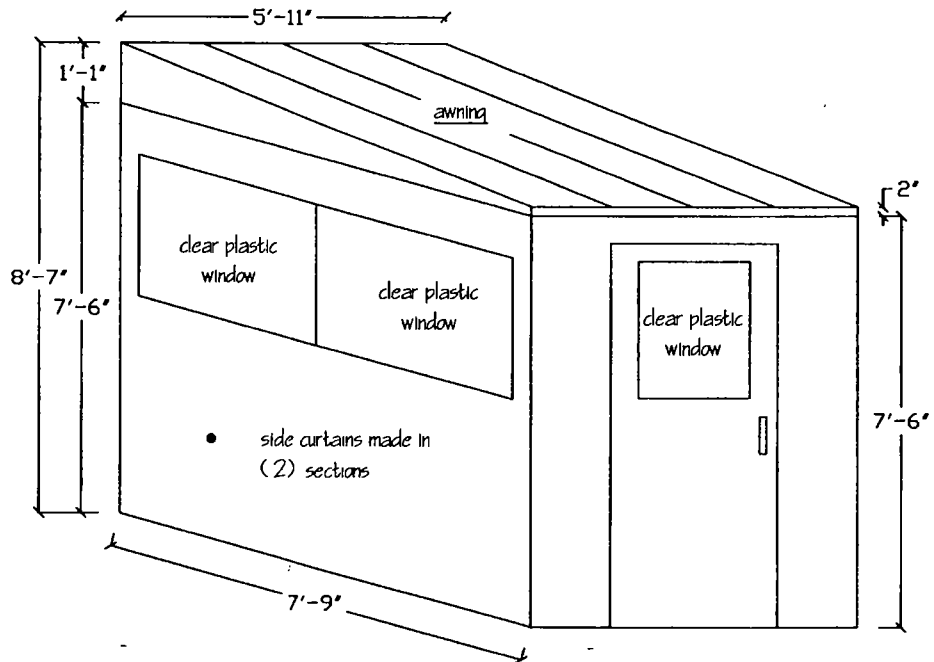 5'-11"
1'-1"
awning
2"
clear plastic
window
8'-7"
7'-6"
clear plastic
window
clear plastic
window
7'-6"
side curtains made in
(2) sections
7'-9"